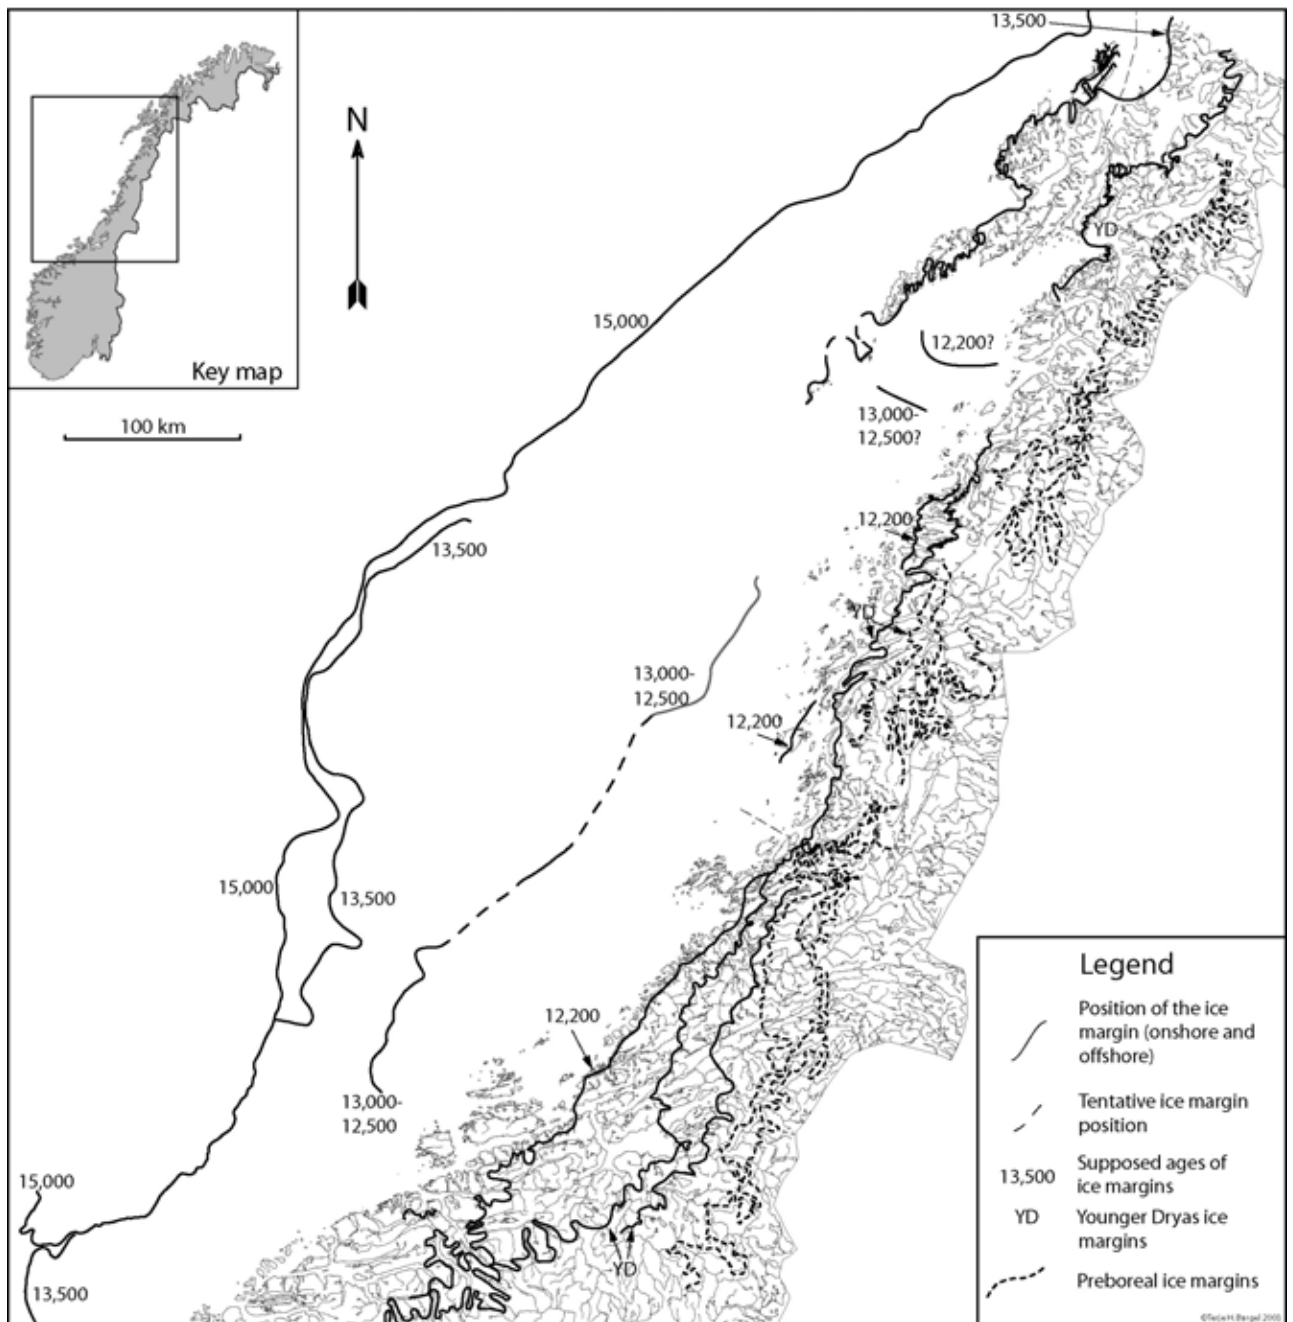 13,500
N
Key map
100 km
15,000
YD
12,200?
13,000-
12,500?
12,200
13,500
YD
13,000-
12,500
12,200
15,000
13,500
12,200
13,000-
12,500
15,000
13,500
YD
Legend
Position of the ice
margin (onshore and
offshore)
Tentative ice margin
position
13,500 Supposed ages of
ice margins
YD Younger Dryas ice
margins
Preboreal ice margins
©Terje H. Bargel 2005